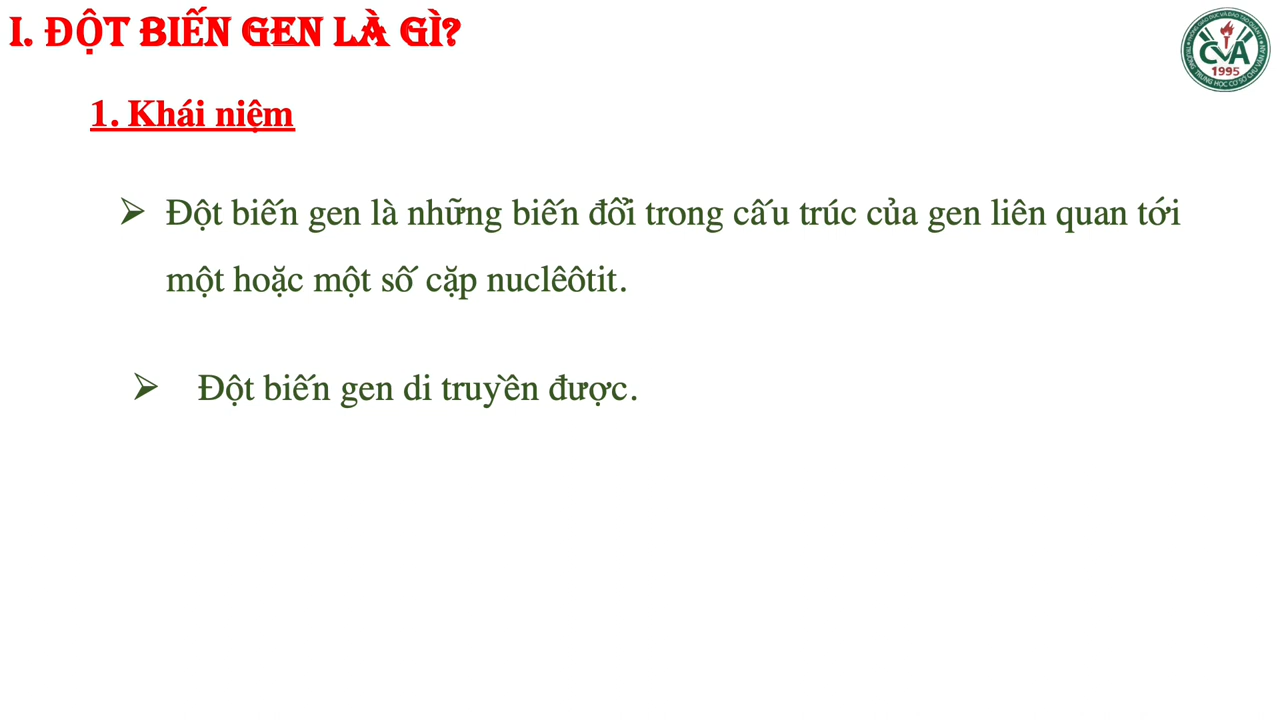 I. ĐỘT BIẾN GEN LÀ GÌ?
1. Khái niệm
➢ Đột biến gen là những biến đổi trong cấu trúc của gen liên quan tới
một hoặc một số cặp nuclêôtit.
➢ Đột biến gen di truyền được.
CVA
1995